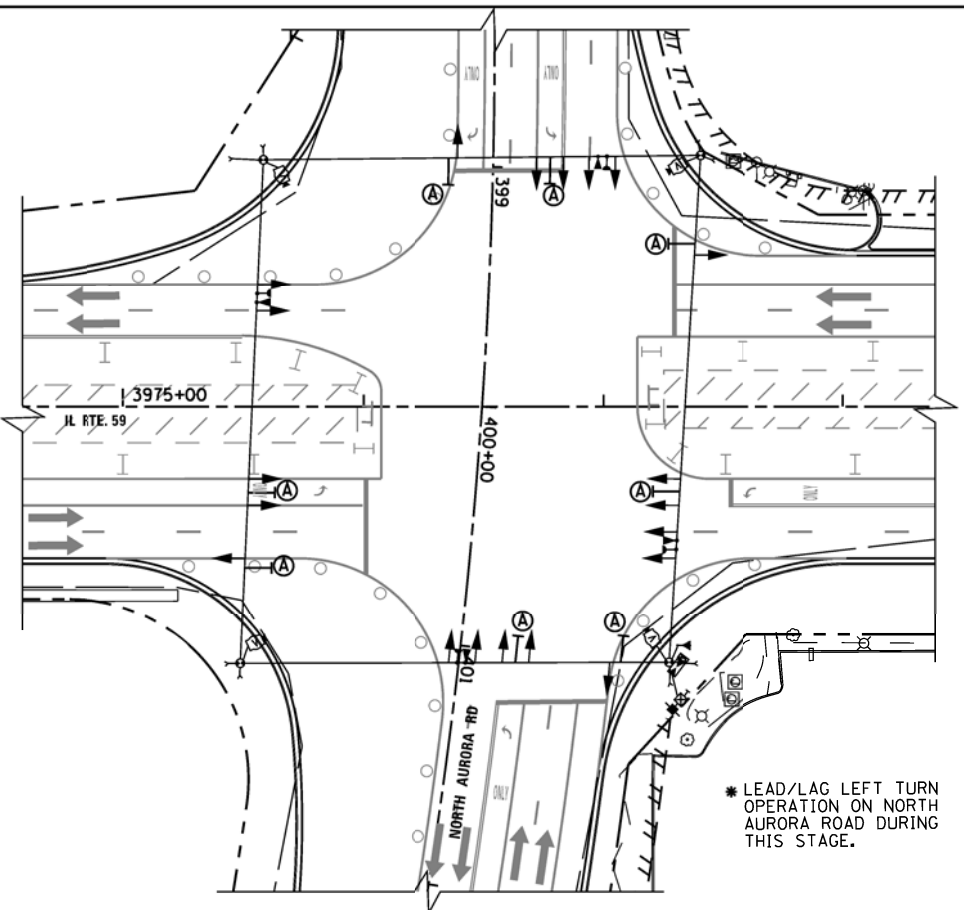 ONLY
ONLY
399
A
A
A
3975+00
IL RTE. 59
400+00
A
A
ONLY
ONLY
A
A
A
401
NORTH AURORA RD
ONLY
* LEAD/LAG LEFT TURN
OPERATION ON NORTH
AURORA ROAD DURING
THIS STAGE.